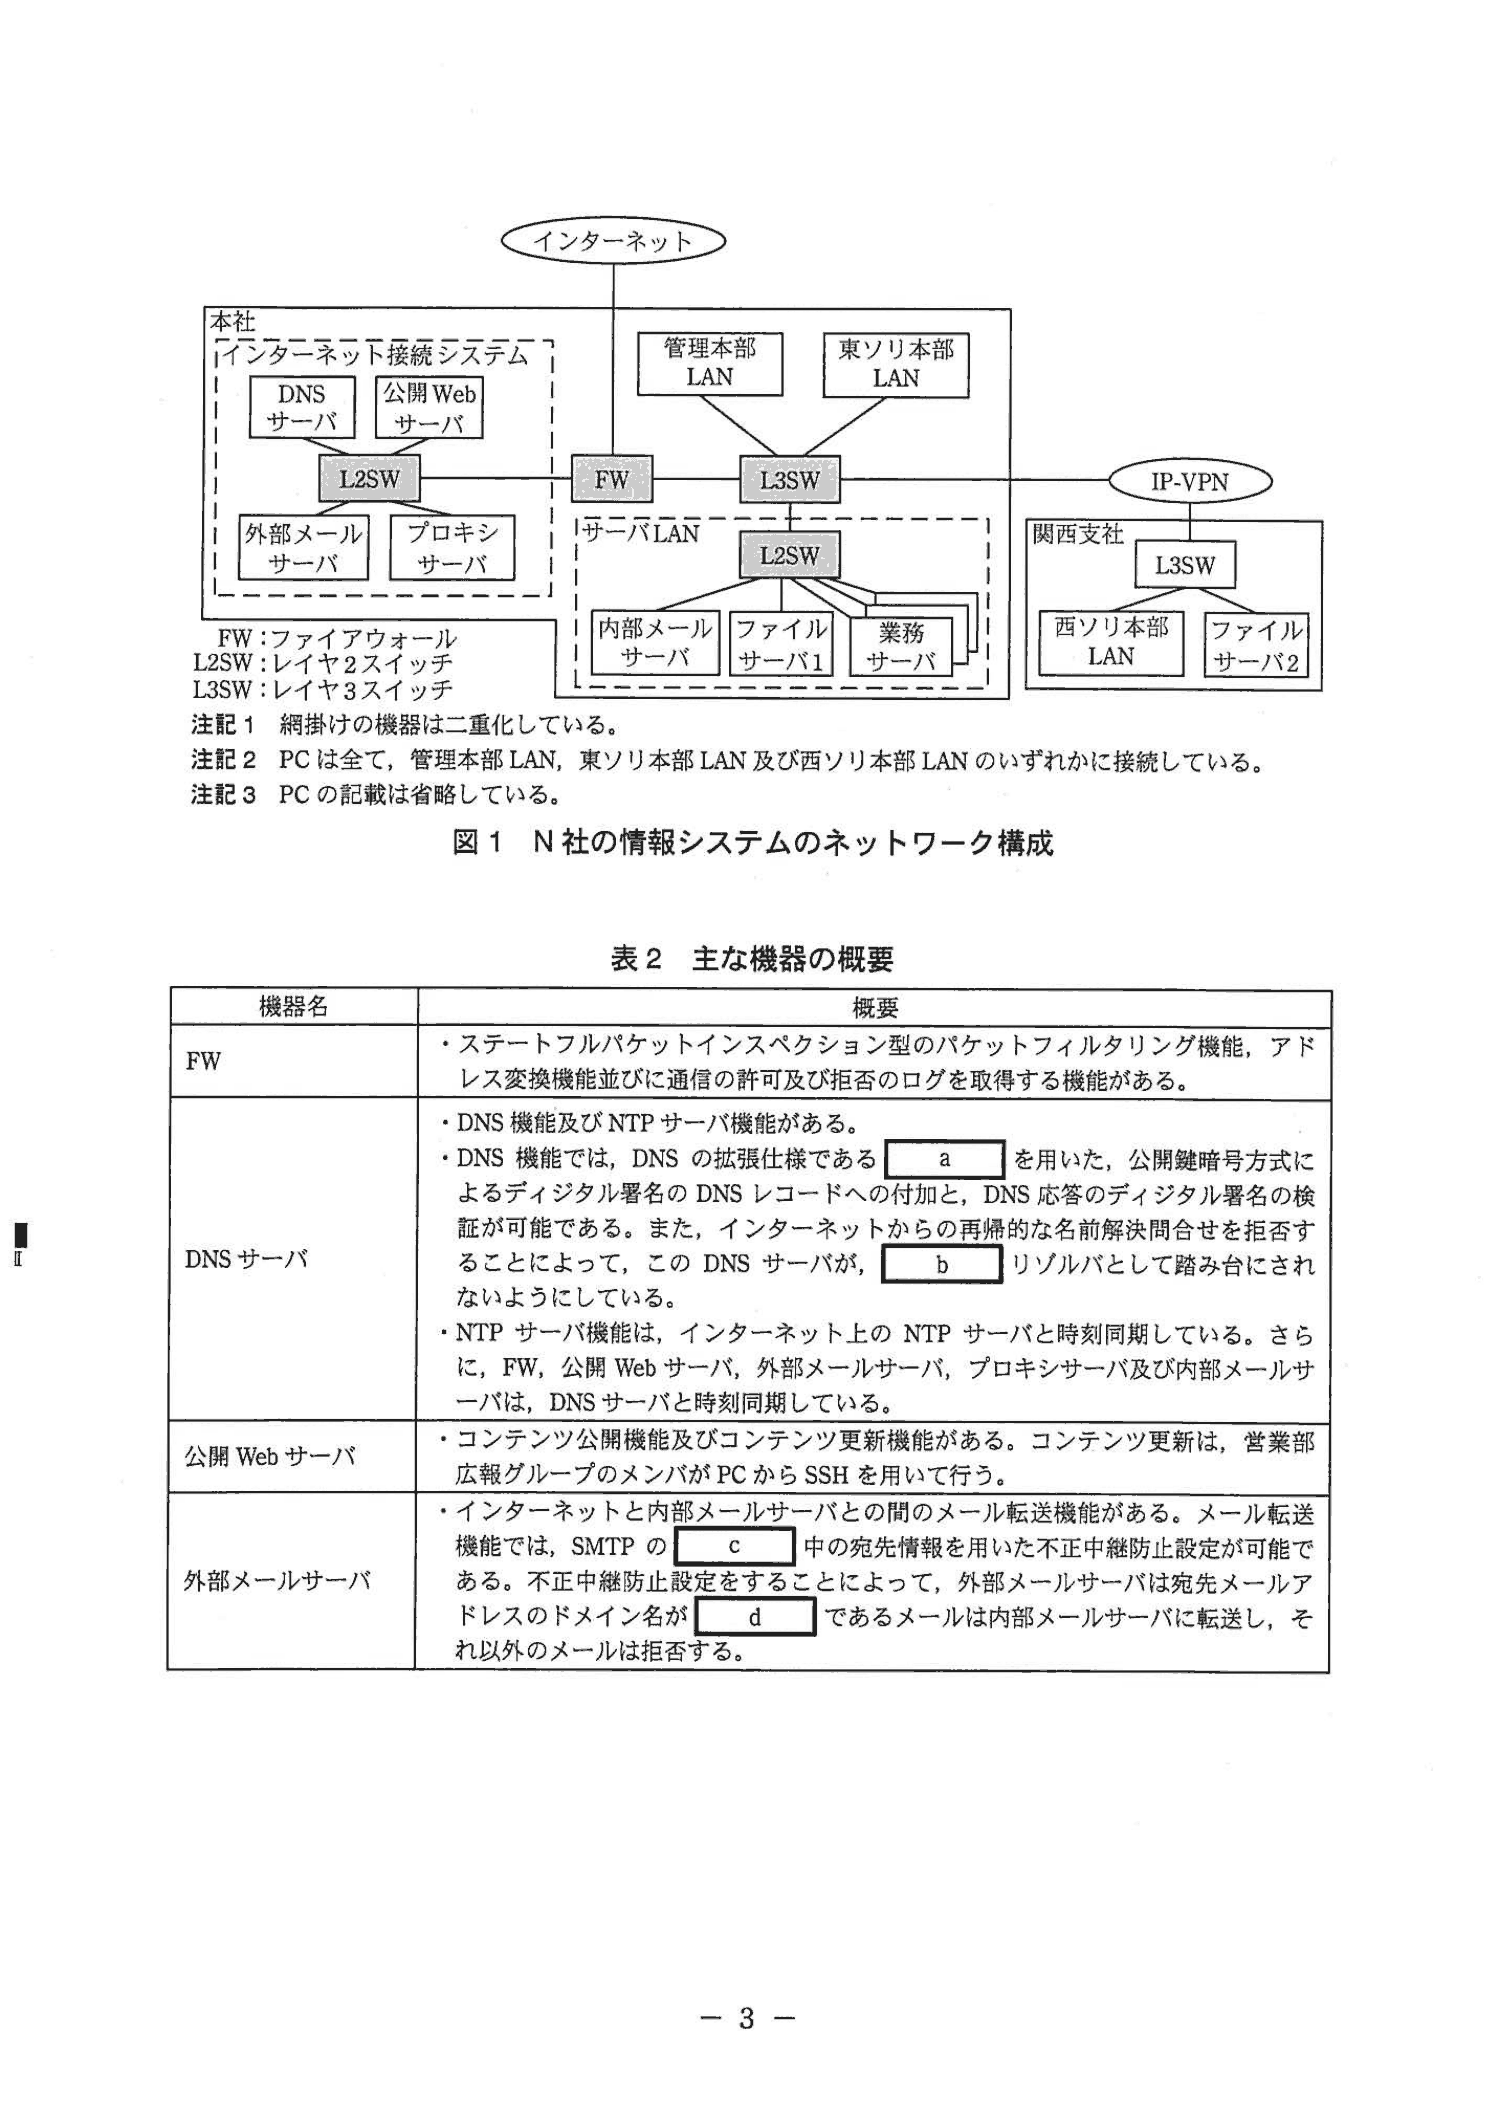 インターネット
本社
インターネット接続システム
DNS
サーバ
公開Web
サーバ
管理本部
LAN
東ソリ本部
LAN
L2SW
FW
L3SW
IP-VPN
外部メール
サーバ
プロキシ
サーバ
サーバLAN
L2SW
関西支社
L3SW
内部メール
サーバ
ファイル
サーバ1
業務
サーバ
西ソリ本部
LAN
ファイル
サーバ2
FW:ファイアウォール
L2SW:レイヤ2スイッチ
L3SW:レイヤ3スイッチ
注記1 網掛けの機器は二重化している。
注記2 PCは全て，管理本部LAN，東ソリ本部LAN及び西ソリ本部LANのいずれかに接続している。
注記3 PCの記載は省略している。
図1 N社の情報システムのネットワーク構成
表2 主な機器の概要
機器名 概要
FW
・ステートフルパケットインスペクション型のパケットフィルタリング機能，アド
レス変換機能並びに通信の許可及び拒否のログを取得する機能がある。
DNSサーバ
・DNS機能及びNTPサーバ機能がある。
・DNS機能では，DNSの拡張仕様である a を用いた，公開鍵暗号方式に
よるディジタル署名のDNSレコードへの付加と，DNS応答のディジタル署名の検
証が可能である。また，インターネットからの再帰的な名前解決問合せを拒否す
ることによって，このDNSサーバが， b リゾルバとして踏み台にされ
ないようにしている。
・NTPサーバ機能は，インターネット上のNTPサーバと時刻同期している。さら
に，FW，公開Webサーバ，外部メールサーバ，プロキシサーバ及び内部メールサ
ーバは，DNSサーバと時刻同期している。
公開Webサーバ
・コンテンツ公開機能及びコンテンツ更新機能がある。コンテンツ更新は，営業部
広報グループのメンバがPCからSSHを用いて行う。
外部メールサーバ
・インターネットと内部メールサーバとの間のメール転送機能がある。メール転送
機能では，SMTPの c 中の宛先情報を用いた不正中継防止設定が可能で
ある。不正中継防止設定をすることによって，外部メールサーバは宛先メールア
ドレスのドメイン名が d であるメールは内部メールサーバに転送し，そ
れ以外のメールは拒否する。
－ 3 －